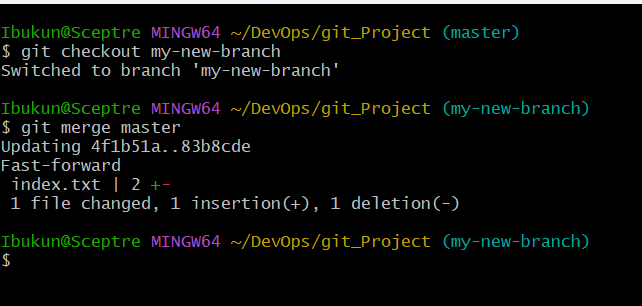 Ibukun@Sceptre MINGW64 ~/DevOps/git_Project (master)
$ git checkout my-new-branch
Switched to branch 'my-new-branch'
Ibukun@Sceptre MINGW64 ~/DevOps/git_Project (my-new-branch)
$ git merge master
Updating 4f1b51a..83b8cde
Fast-forward
 index.txt | 2 +-
 1 file changed, 1 insertion(+), 1 deletion(-)
Ibukun@Sceptre MINGW64 ~/DevOps/git_Project (my-new-branch)
$